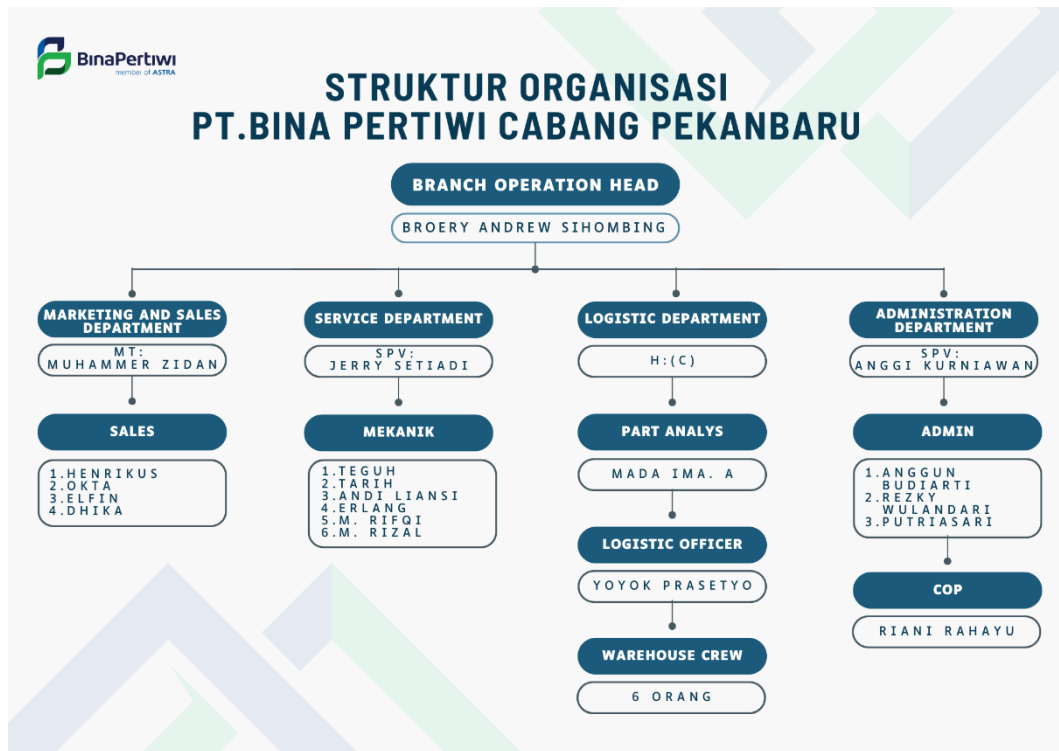 BinaPertiwi
member of ASTRA
STRUKTUR ORGANISASI
PT.BINA PERTIWI CABANG PEKANBARU
BRANCH OPERATION HEAD
BROERY ANDREW SIHOMBING
MARKETING AND SALES
DEPARTMENT
MT:
MUHAMMER ZIDAN
SALES
1.HENRIKUS
2.OKTA
3.ELFIN
4.DHIKA
SERVICE DEPARTMENT
SPV:
JERRY SETIADI
MEKANIK
1.TEGUH
2.TARIH
3.ANDI LIANSI
4.ERLANG
5.M. RIFQI
6.M. RIZAL
LOGISTIC DEPARTMENT
H:(C)
PART ANALYS
MADA IMA. A
LOGISTIC OFFICER
YOYOK PRASETYO
WAREHOUSE CREW
6 ORANG
ADMINISTRATION
DEPARTMENT
SPV:
ANGGI KURNIAWAN
ADMIN
1.ANGGUN
BUDIARTI
2.REZKY
WULANDARI
3.PUTRIASARI
COP
RIANI RAHAYU